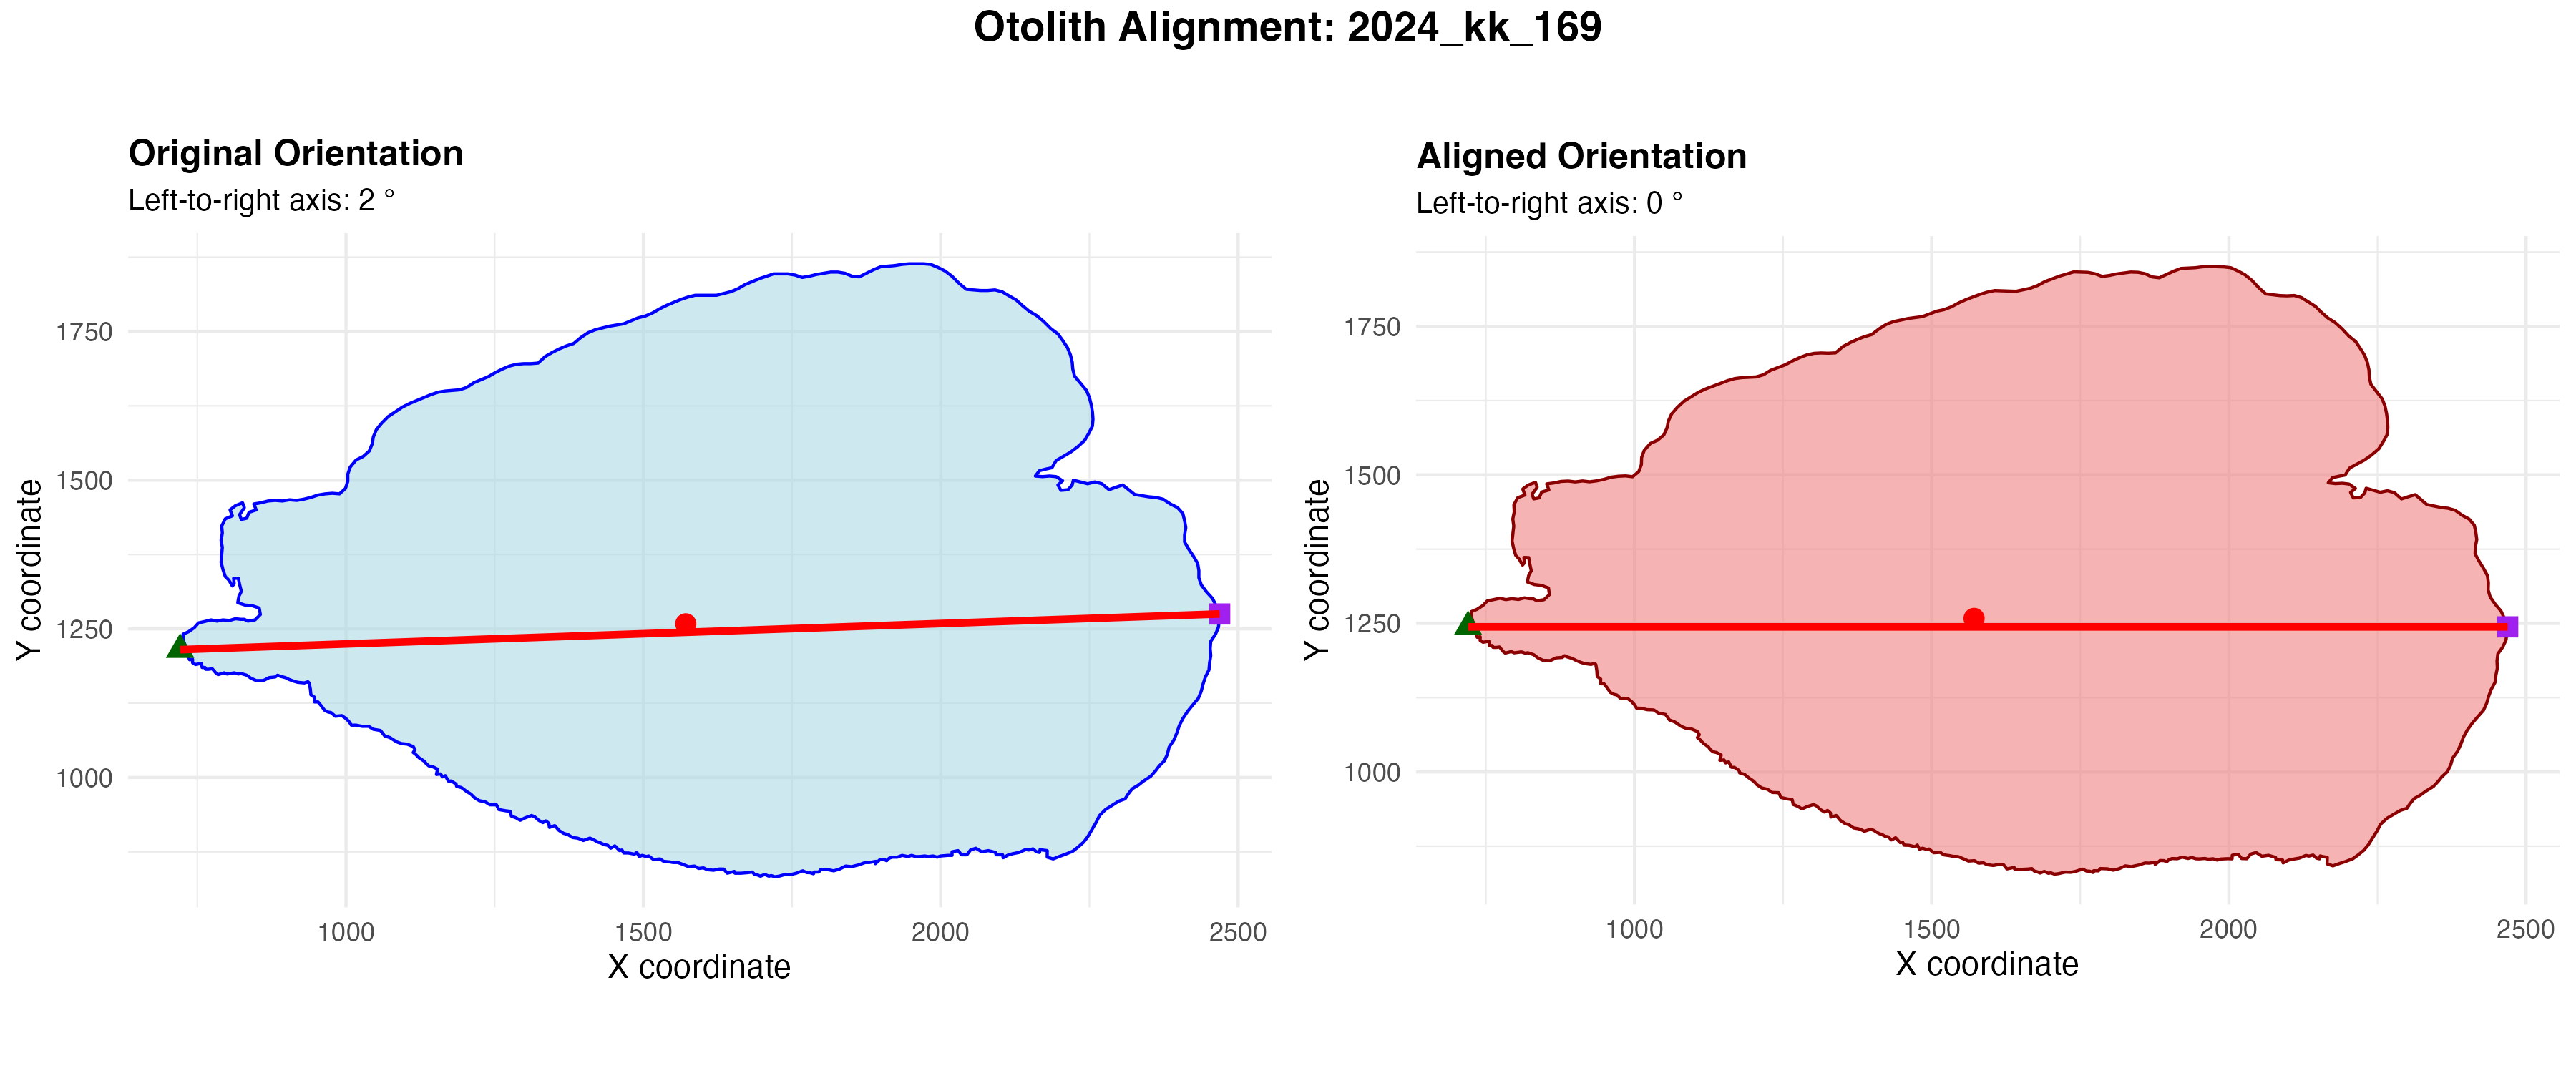 Otolith Alignment: 2024_kk_169
Original Orientation
Left-to-right axis: 2 °
Y coordinate
1750
1500
1250
1000
1000 1500 2000 2500
X coordinate
Aligned Orientation
Left-to-right axis: 0 °
Y coordinate
1750
1500
1250
1000
1000 1500 2000 2500
X coordinate